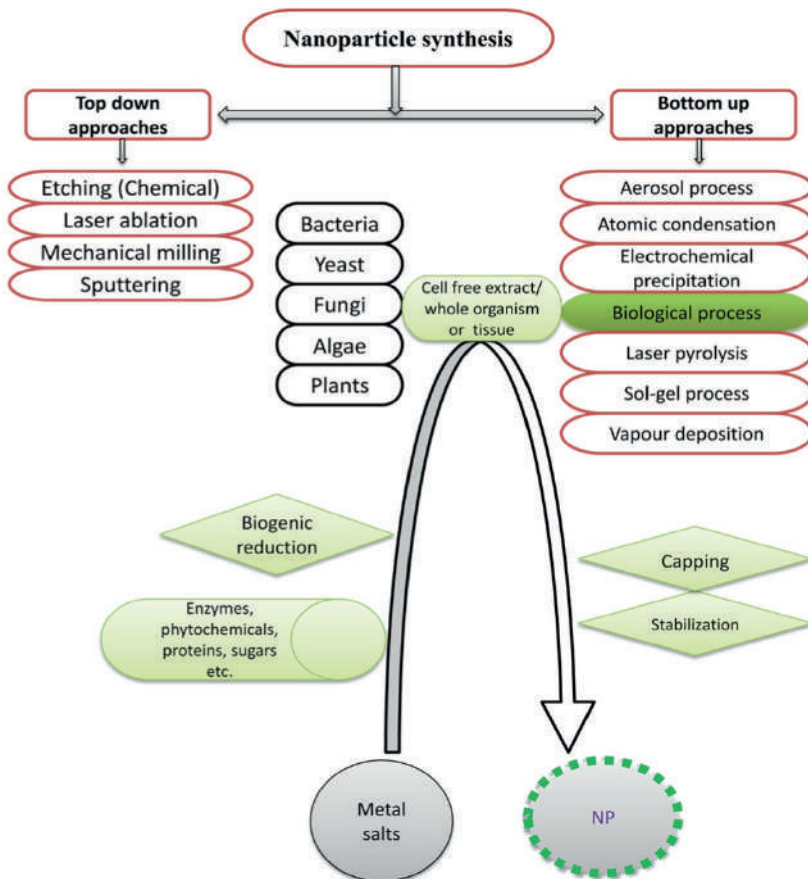 Nanoparticle synthesis
Top down
approaches
Bottom up
approaches
Etching (Chemical)
Laser ablation
Mechanical milling
Sputtering
Bacteria
Yeast
Fungi
Algae
Plants
Cell free extract/
whole organism
or tissue
Aerosol process
Atomic condensation
Electrochemical
precipitation
Biological process
Laser pyrolysis
Sol-gel process
Vapour deposition
Biogenic
reduction
Enzymes,
phytochemicals,
proteins, sugars
etc.
Capping
Stabilization
Metal
salts
NP